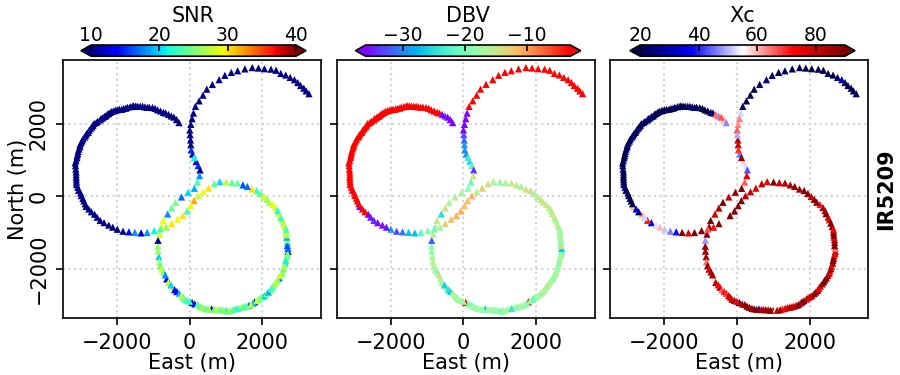 SNR DBV Xc
10 20 30 40 −30 −20 −10 20 40 60 80
North (m)
2000
0
−2000
−2000 0 2000 −2000 0 2000 −2000 0 2000
East (m) East (m) East (m)
IR5209